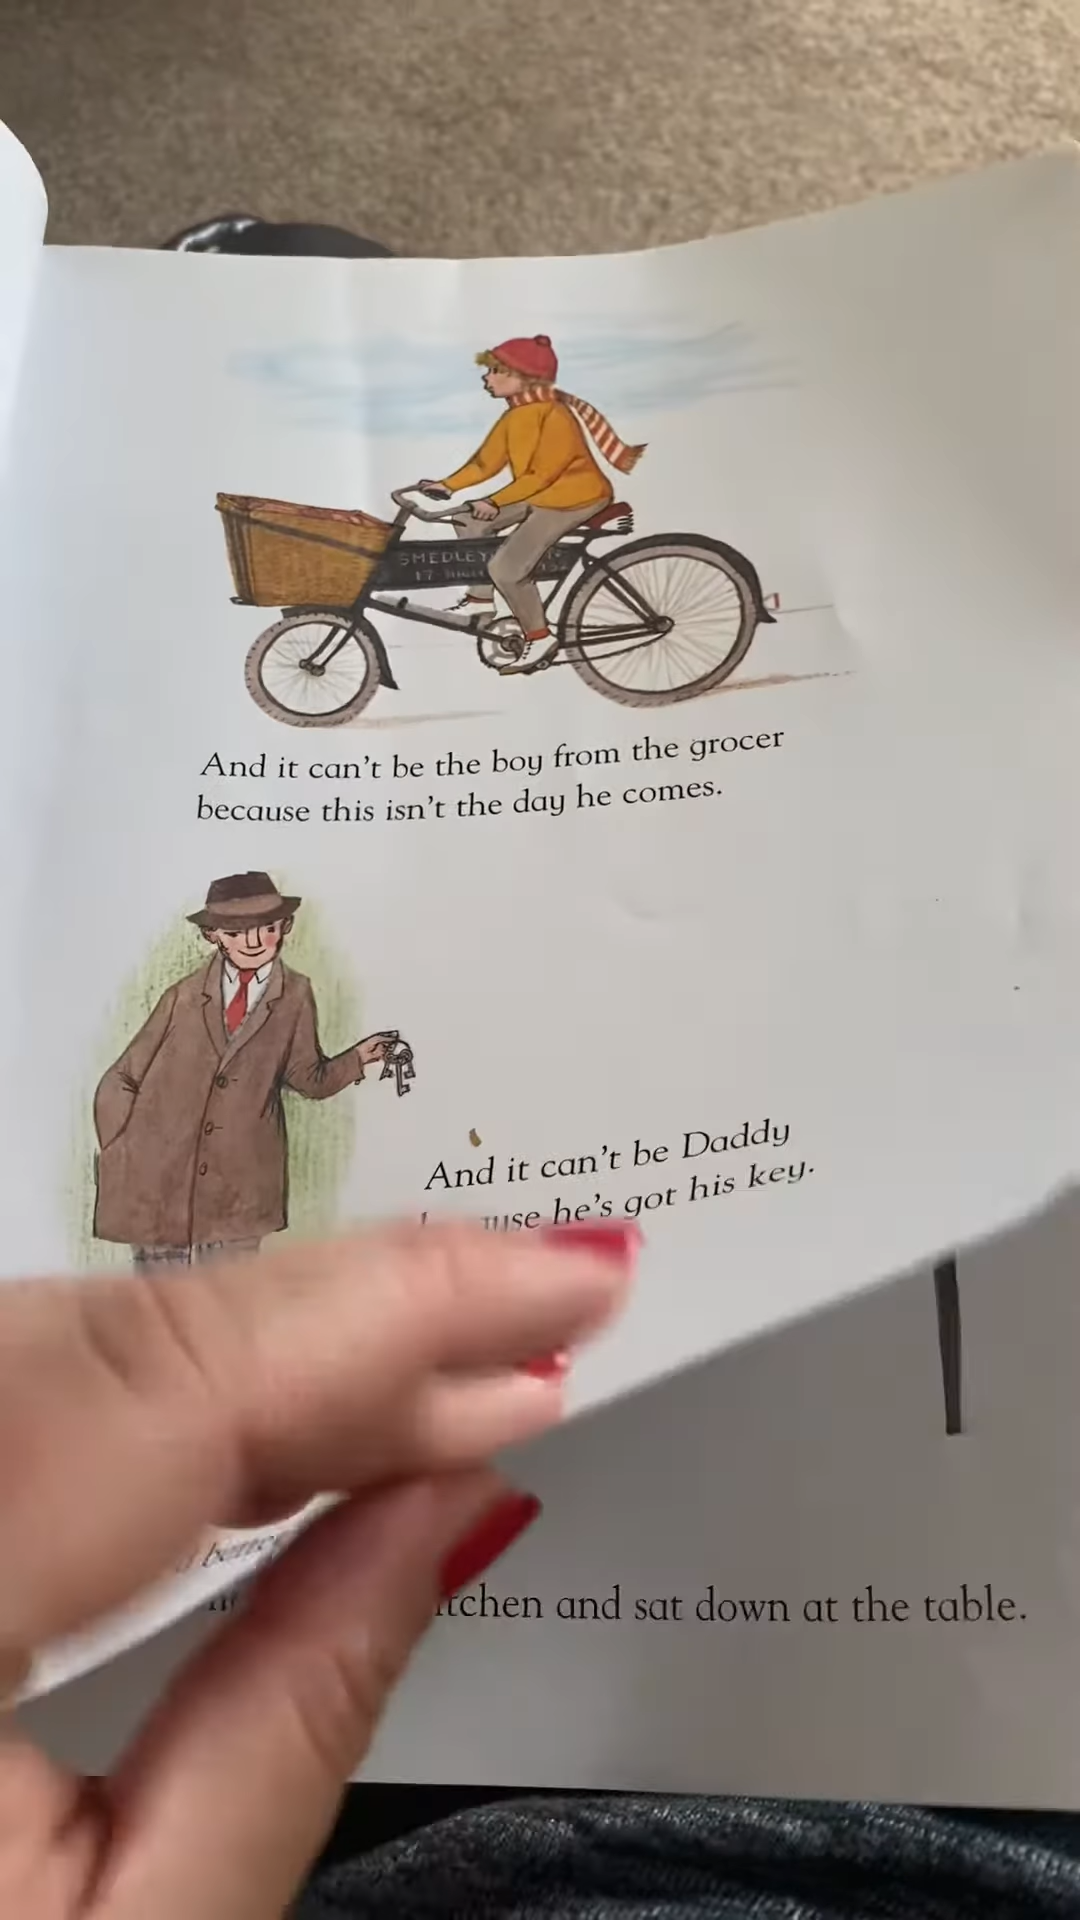 SMEDLEY
17
And it can't be the boy from the grocer
because this isn't the day he comes.
And it can't be Daddy
he's got his key.
and sat down at the table.